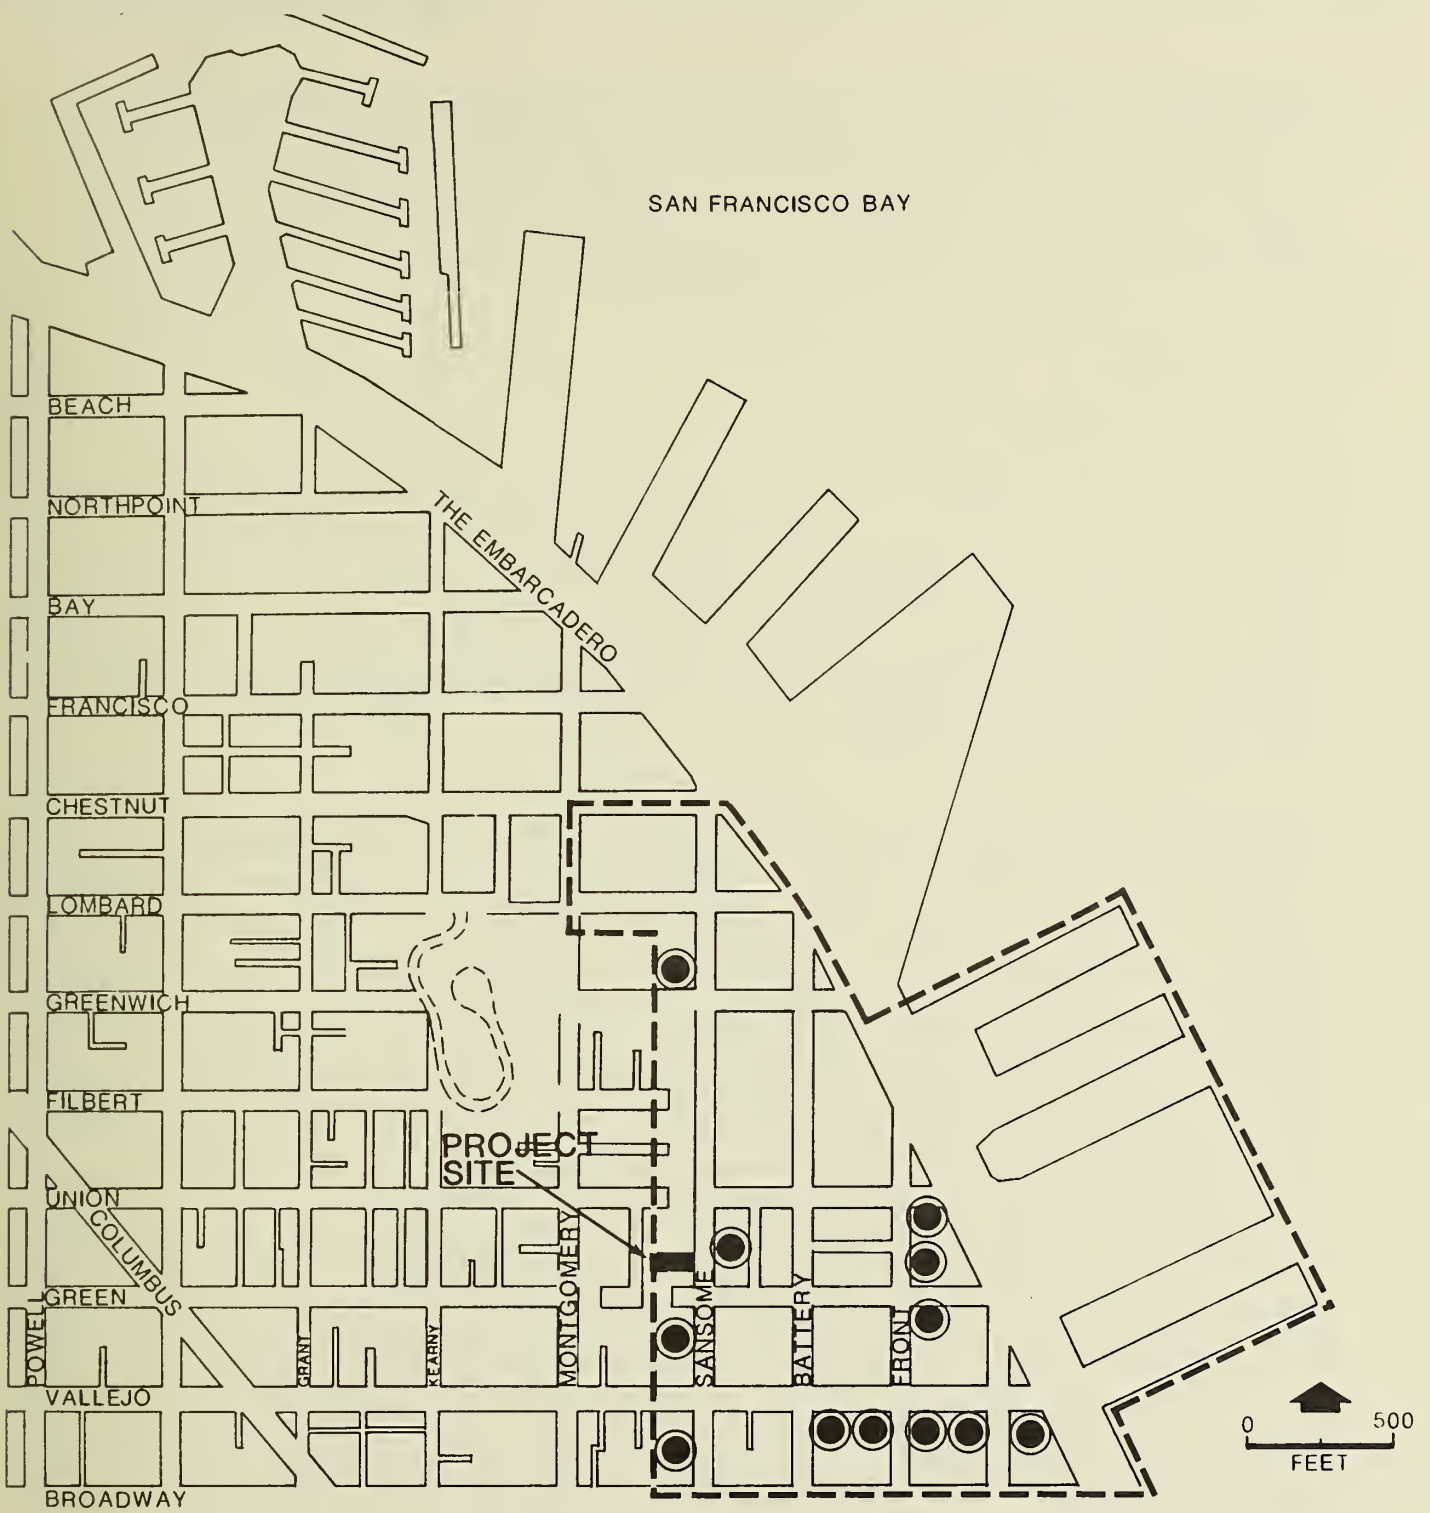 SAN FRANCISCO BAY
BEACH
NORTHPOINT
THE EMBARCADERO
BAY
FRANCISCO
CHESTNUT
LOMBARD
GREENWICH
FILBERT
PROJECT
SITE
UNION
COLUMBUS
GREEN
POWELL
GRANT
KEARNY
MONTGOMERY
SANSOME
BATTERY
FRONT
VALLEJO
BROADWAY
0 500
FEET